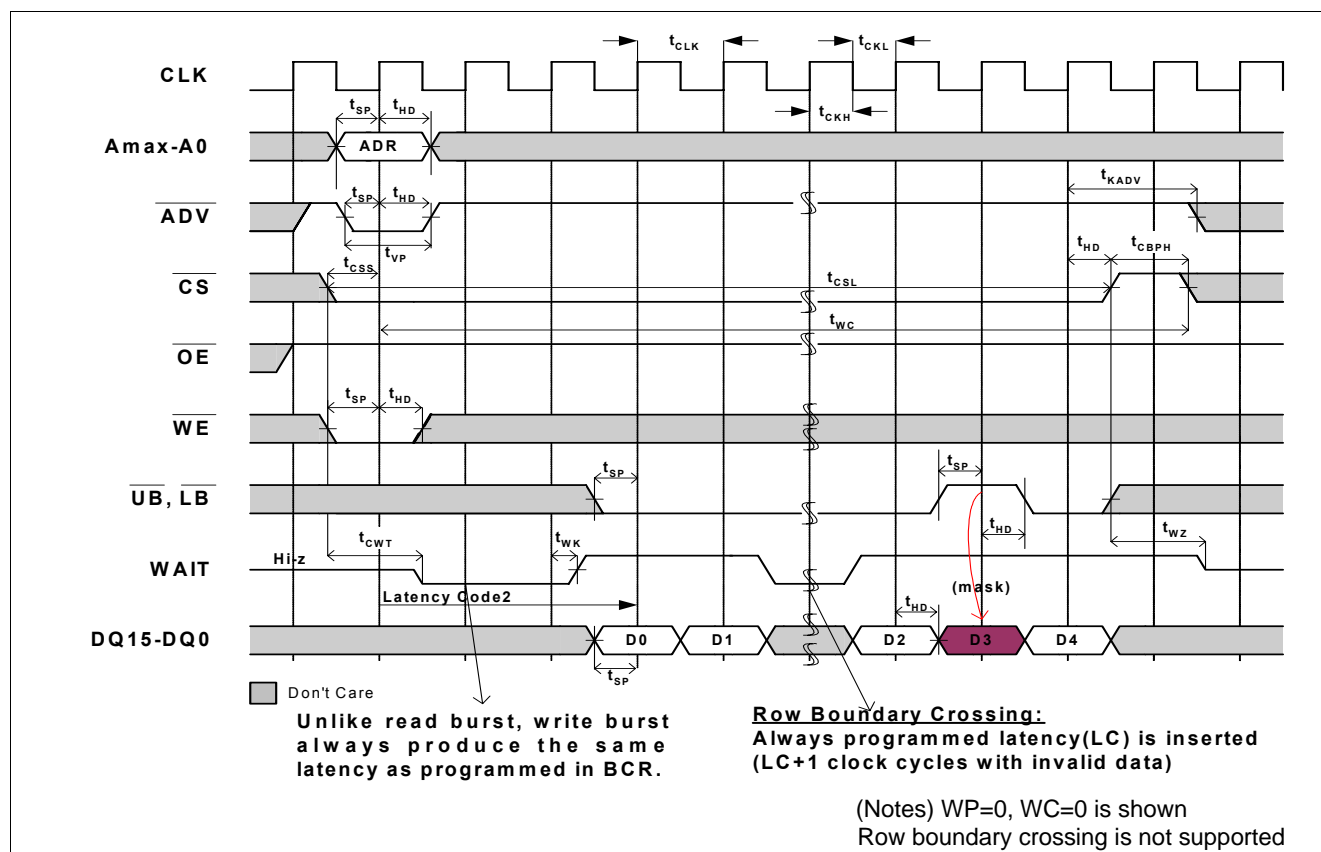 tCLK
tCKL
CLK
tSP
tHD
tCKH
Amax-A0
ADR
tKADV
ADV
tSP
tHD
tVP
tHD
tCBPH
tCSS
CS
tCSL
tWC
OE
tSP
tHD
WE
tSP
tSP
UB, LB
tHD
tCWT
tWK
tWZ
Hi-z
WAIT
(mask)
Latency Code2
tHD
DQ15-DQ0
D0
D1
D2
D3
D4
tSP
Don't Care
Unlike read burst, write burst
always produce the same
latency as programmed in BCR.
Row Boundary Crossing:
Always programmed latency(LC) is inserted
(LC+1 clock cycles with invalid data)
(Notes) WP=0, WC=0 is shown
Row boundary crossing is not supported